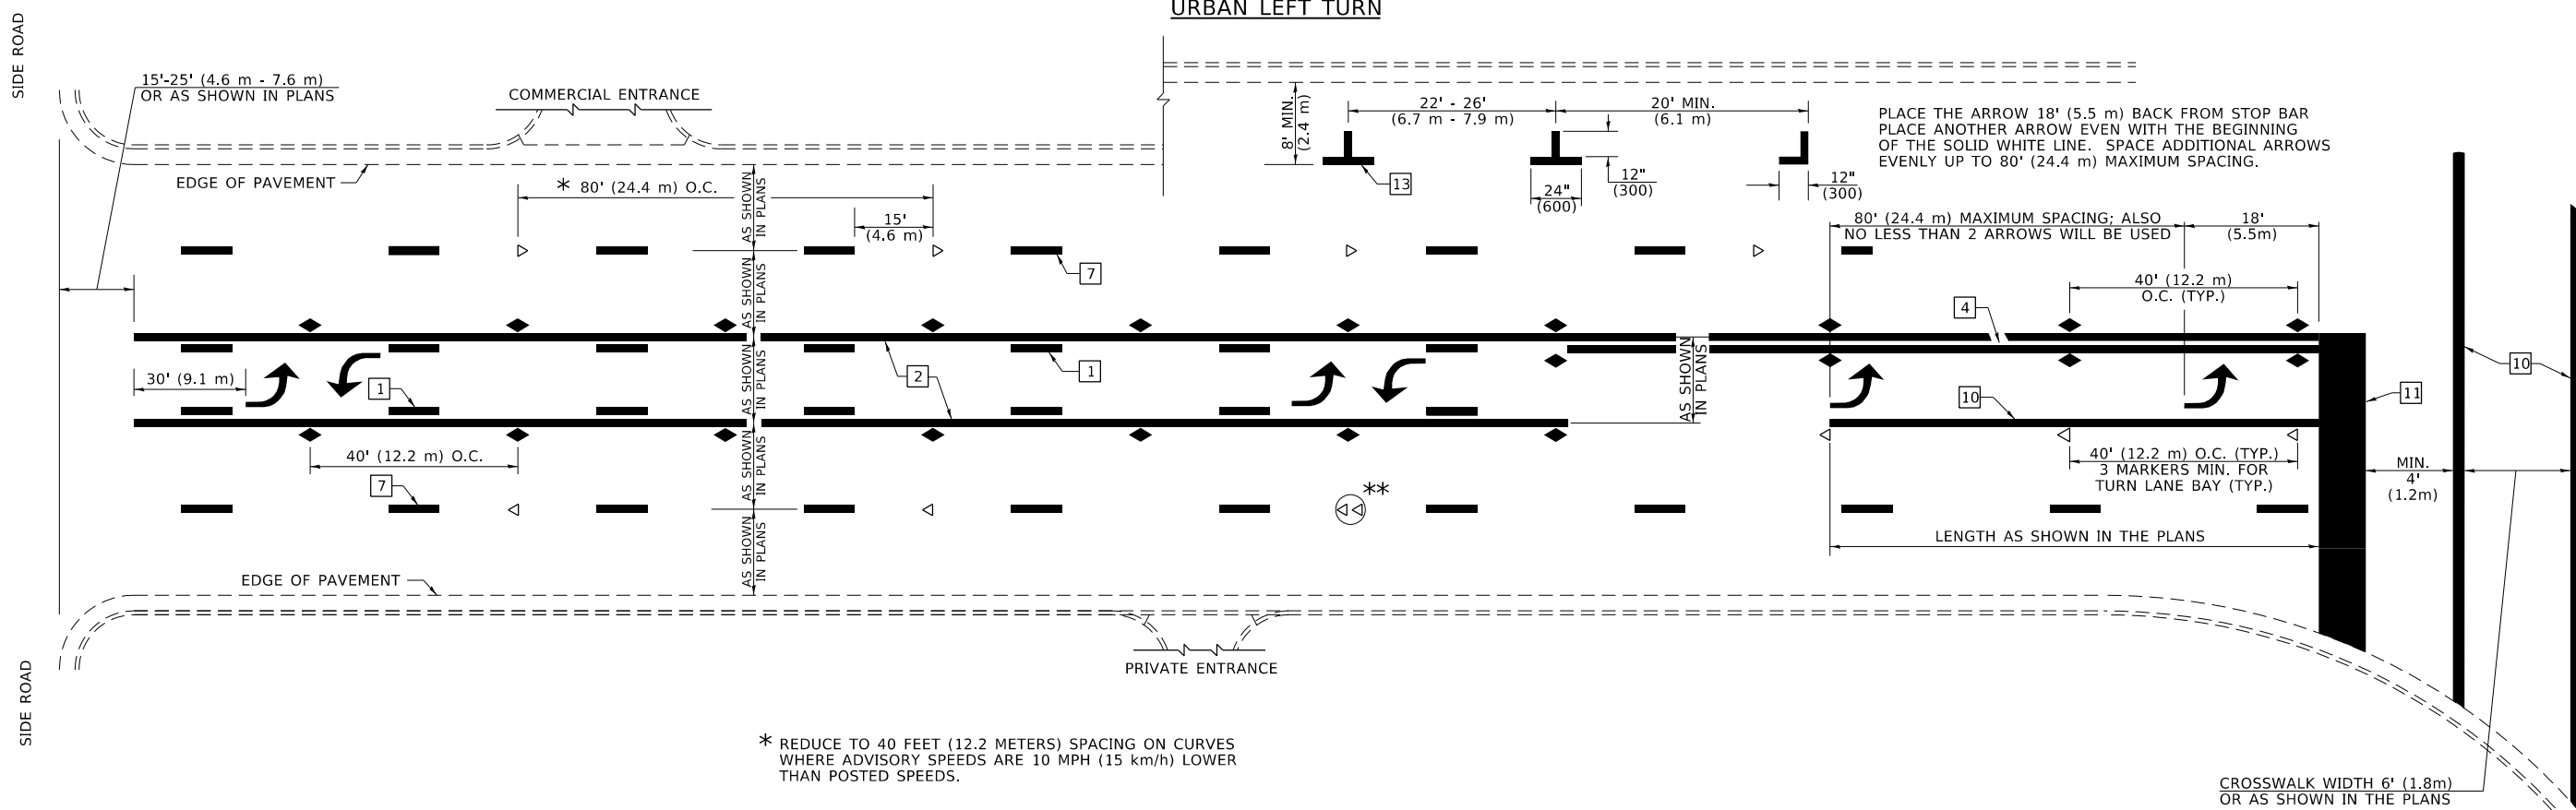 URBAN LEFT TURN
SIDE ROAD
15'-25' (4.6 m - 7.6 m)
OR AS SHOWN IN PLANS
COMMERCIAL ENTRANCE
EDGE OF PAVEMENT
8' MIN.
(2.4 m)
22' - 26'
(6.7 m - 7.9 m)
20' MIN.
(6.1 m)
PLACE THE ARROW 18' (5.5 m) BACK FROM STOP BAR
PLACE ANOTHER ARROW EVEN WITH THE BEGINNING
OF THE SOLID WHITE LINE.  SPACE ADDITIONAL ARROWS
EVENLY UP TO 80' (24.4 m) MAXIMUM SPACING.
13
24"
(600)
12"
(300)
12"
(300)
* 80' (24.4 m) O.C.
15'
(4.6 m)
AS SHOWN
IN PLANS
80' (24.4 m) MAXIMUM SPACING; ALSO
NO LESS THAN 2 ARROWS WILL BE USED
18'
(5.5m)
7
AS SHOWN
IN PLANS
40' (12.2 m)
O.C. (TYP.)
4
30' (9.1 m)
1
AS SHOWN
IN PLANS
2
1
AS SHOWN
IN PLANS
10
10
11
40' (12.2 m) O.C.
7
AS SHOWN
IN PLANS
**
40' (12.2 m) O.C. (TYP.)
3 MARKERS MIN. FOR
TURN LANE BAY (TYP.)
MIN.
4'
(1.2m)
AS SHOWN
IN PLANS
LENGTH AS SHOWN IN THE PLANS
EDGE OF PAVEMENT
PRIVATE ENTRANCE
SIDE ROAD
* REDUCE TO 40 FEET (12.2 METERS) SPACING ON CURVES
WHERE ADVISORY SPEEDS ARE 10 MPH (15 km/h) LOWER
THAN POSTED SPEEDS.
CROSSWALK WIDTH 6' (1.8m)
OR AS SHOWN IN THE PLANS